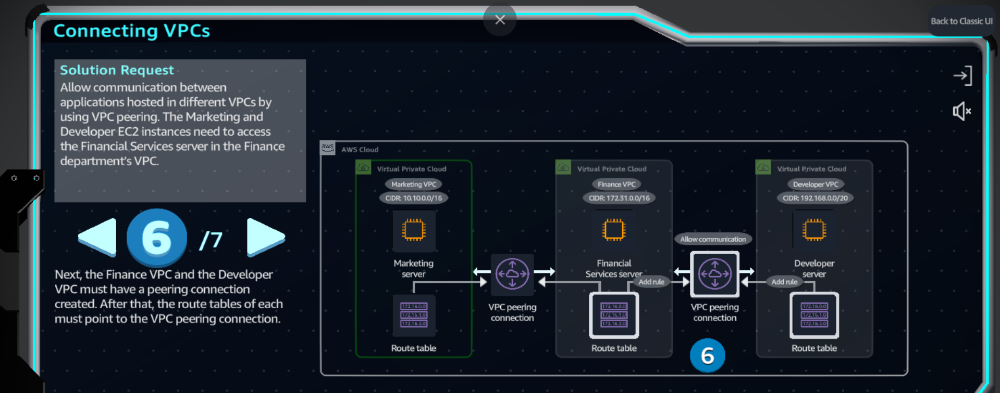 Connecting VPCs
Back to Classic UI
Solution Request
Allow communication between
applications hosted in different VPCs by
using VPC peering. The Marketing and
Developer EC2 instances need to access
the Financial Services server in the Finance
department's VPC.
6 /7
Next, the Finance VPC and the Developer
VPC must have a peering connection
created. After that, the route tables of each
must point to the VPC peering connection.
aws
AWS Cloud
Virtual Private Cloud
Marketing VPC
CIDR: 10.10.0.0/16
Marketing
server
172.16.0.0
172.16.1.0
172.16.2.0
Route table
VPC peering
connection
Virtual Private Cloud
Finance VPC
CIDR: 172.31.0.0/16
Financial
Services server
Add rule
172.16.0.0
172.16.1.0
172.16.2.0
Route table
Allow communication
VPC peering
connection
6
Virtual Private Cloud
Developer VPC
CIDR: 192.168.0.0/20
Developer
server
Add rule
172.16.0.0
172.16.1.0
172.16.2.0
Route table